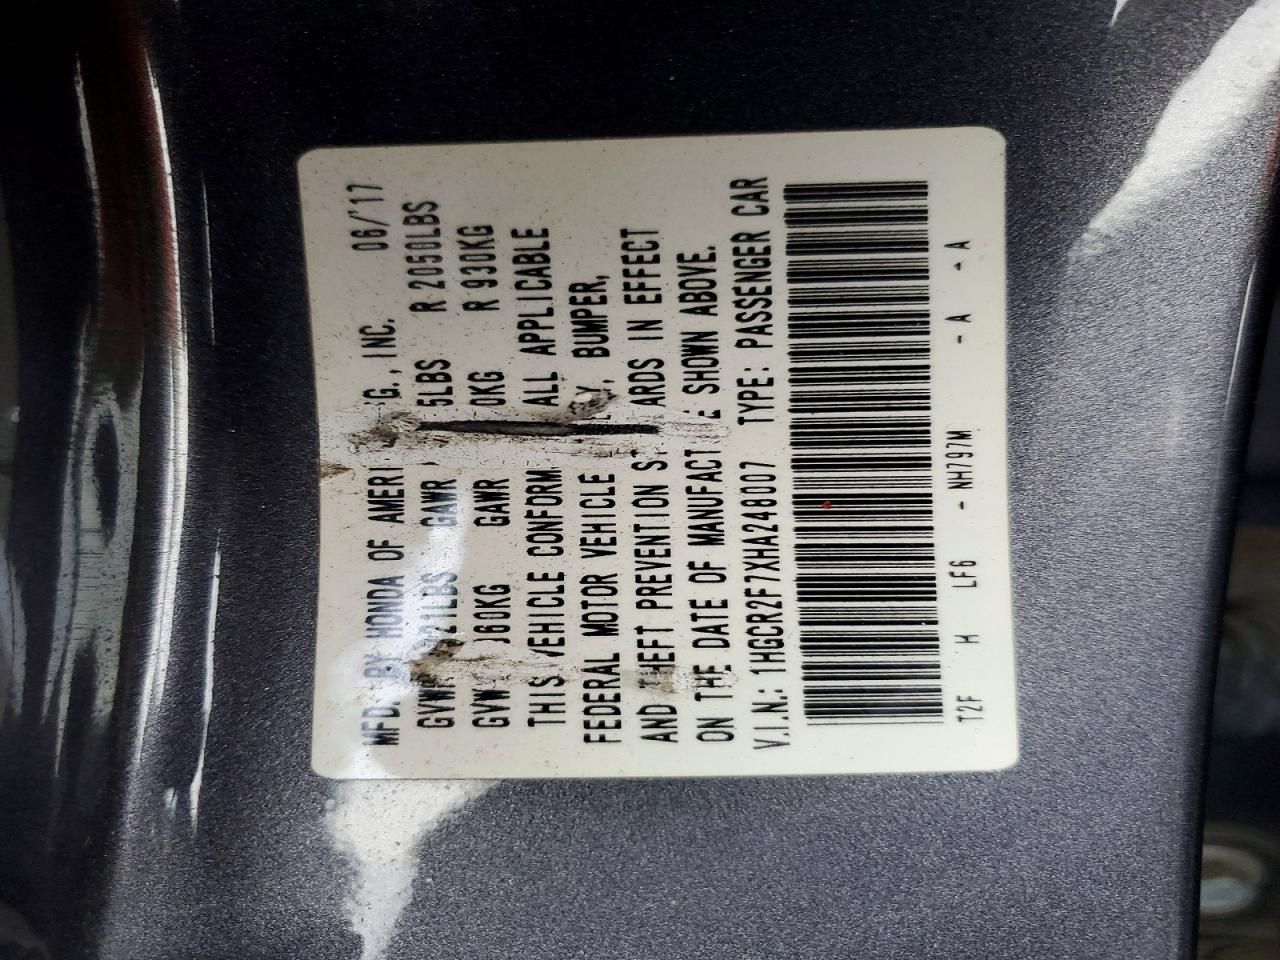 MFD. BY HONDA OF AMERI G., INC. 06/'17
GVW 21LBS GAWR 5LBS R 2050LBS
GVW 60KG GAWR 0KG R 930KG
THIS VEHICLE CONFORM ALL APPLICABLE
FEDERAL MOTOR VEHICLE Y, BUMPER,
AND THEFT PREVENTION ST ARDS IN EFFECT
ON THE DATE OF MANUFACT E SHOWN ABOVE.
V.I.N.: 1HGCR2F7XHA248007 TYPE: PASSENGER CAR
T2F M LF6 - NH797M - A - A